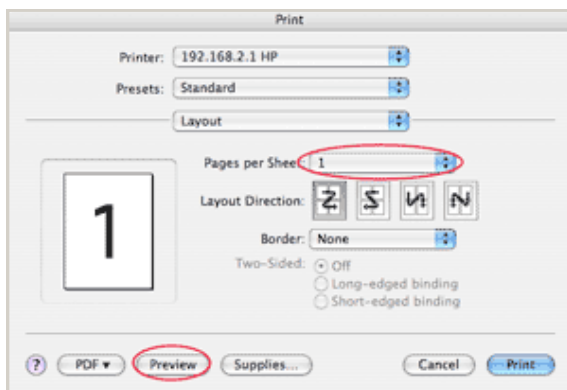 Print
Printer: 192.168.2.1 HP
Presets: Standard
Layout
Pages per Sheet: 1
1
Layout Direction:
Border: None
Two-Sided: Off
Long-edged binding
Short-edged binding
? PDF▼ Preview Supplies... Cancel Print